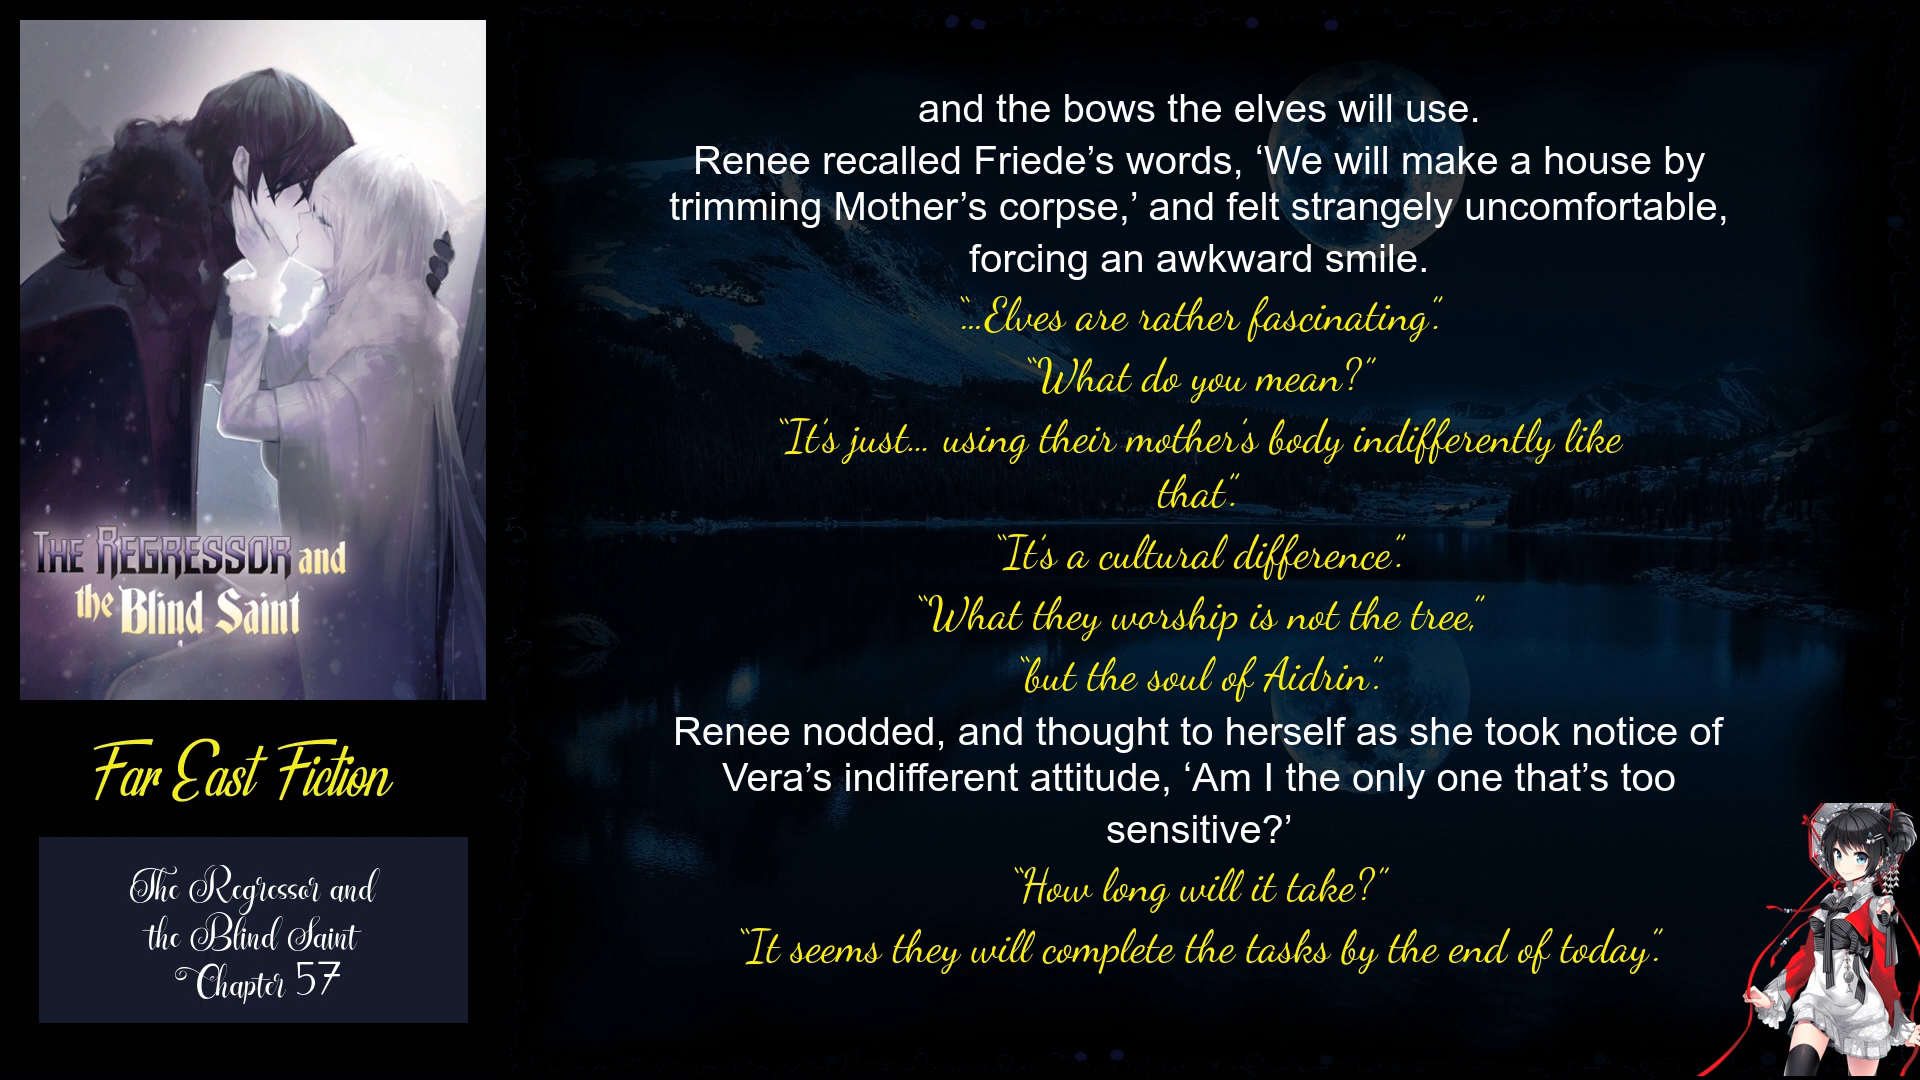 THE REGRESSOR and
the Blind Saint
Far East Fiction
The Regressor and
the Blind Saint
Chapter 57
and the bows the elves will use.
Renee recalled Friede’s words, ‘We will make a house by
trimming Mother’s corpse,’ and felt strangely uncomfortable,
forcing an awkward smile.
“…Elves are rather fascinating.”
“What do you mean?”
“It’s just… using their mother’s body indifferently like
that.”
“It’s a cultural difference.”
“What they worship is not the tree,”
“but the soul of Aidrin.”
Renee nodded, and thought to herself as she took notice of
Vera’s indifferent attitude, ‘Am I the only one that’s too
sensitive?’
“How long will it take?”
“It seems they will complete the tasks by the end of today.”